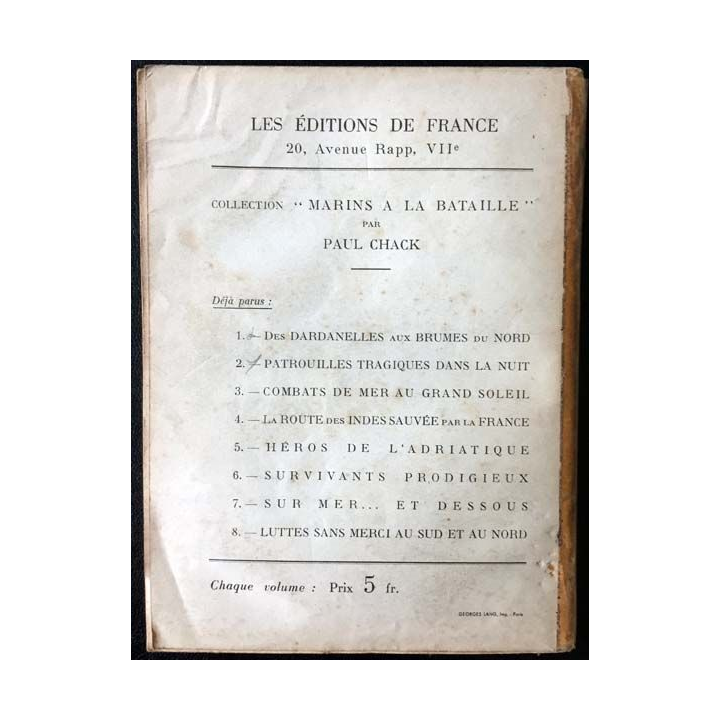 LES ÉDITIONS DE FRANCE
20, Avenue Rapp, VIIe
COLLECTION " MARINS A LA BATAILLE "
PAR
PAUL CHACK
Déjà parus :
1. — DES DARDANELLES AUX BRUMES DU NORD
2. — PATROUILLES TRAGIQUES DANS LA NUIT
3. — COMBATS DE MER AU GRAND SOLEIL
4. — LA ROUTE DES INDES SAUVÉE PAR LA FRANCE
5. — HÉROS DE L'ADRIATIQUE
6. — SURVIVANTS PRODIGIEUX
7. — SUR MER... ET DESSOUS
8. — LUTTES SANS MERCI AU SUD ET AU NORD
Chaque volume : Prix 5 fr.
GEORGES LANG, Imp. - Paris